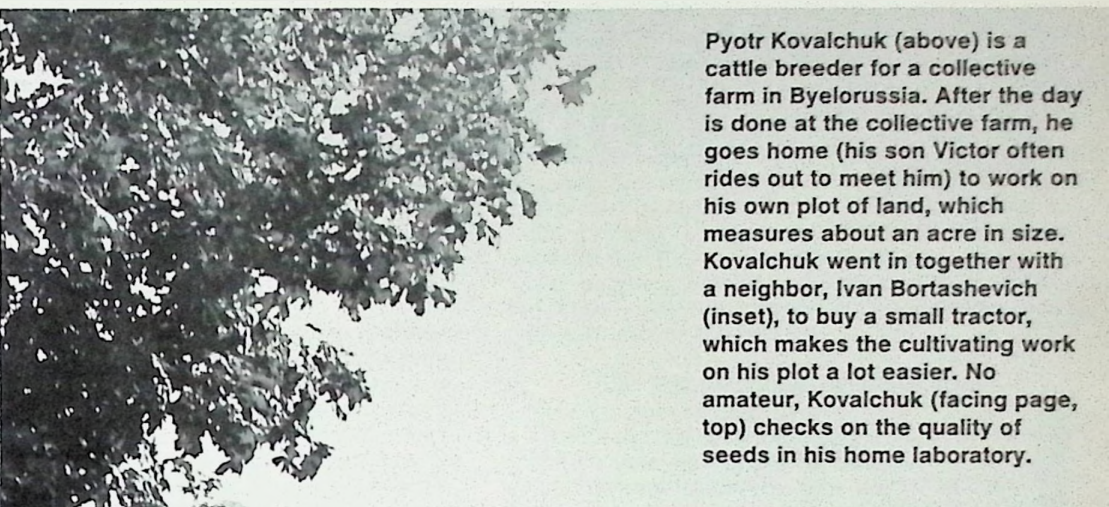 Pyotr Kovalchuk (above) is a
cattle breeder for a collective
farm in Byelorussia. After the day
is done at the collective farm, he
goes home (his son Victor often
rides out to meet him) to work on
his own plot of land, which
measures about an acre in size.
Kovalchuk went in together with
a neighbor, Ivan Bortashevich
(inset), to buy a small tractor,
which makes the cultivating work
on his plot a lot easier. No
amateur, Kovalchuk (facing page,
top) checks on the quality of
seeds in his home laboratory.